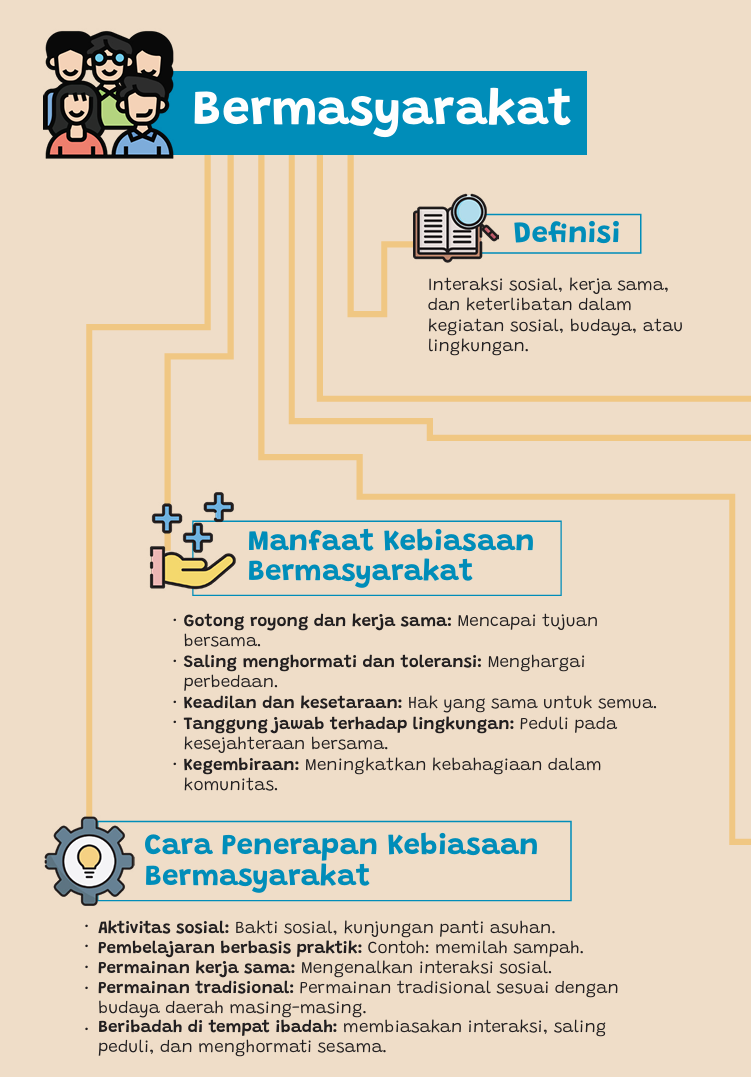 Bermasyarakat
Definisi
Interaksi sosial, kerja sama,
dan keterlibatan dalam
kegiatan sosial, budaya, atau
lingkungan.
Manfaat Kebiasaan
Bermasyarakat
· Gotong royong dan kerja sama: Mencapai tujuan
bersama.
· Saling menghormati dan toleransi: Menghargai
perbedaan.
· Keadilan dan kesetaraan: Hak yang sama untuk semua.
· Tanggung jawab terhadap lingkungan: Peduli pada
kesejahteraan bersama.
· Kegembiraan: Meningkatkan kebahagiaan dalam
komunitas.
Cara Penerapan Kebiasaan
Bermasyarakat
· Aktivitas sosial: Bakti sosial, kunjungan panti asuhan.
· Pembelajaran berbasis praktik: Contoh: memilah sampah.
· Permainan kerja sama: Mengenalkan interaksi sosial.
· Permainan tradisional: Permainan tradisional sesuai dengan
budaya daerah masing-masing.
· Beribadah di tempat ibadah: membiasakan interaksi, saling
peduli, dan menghormati sesama.